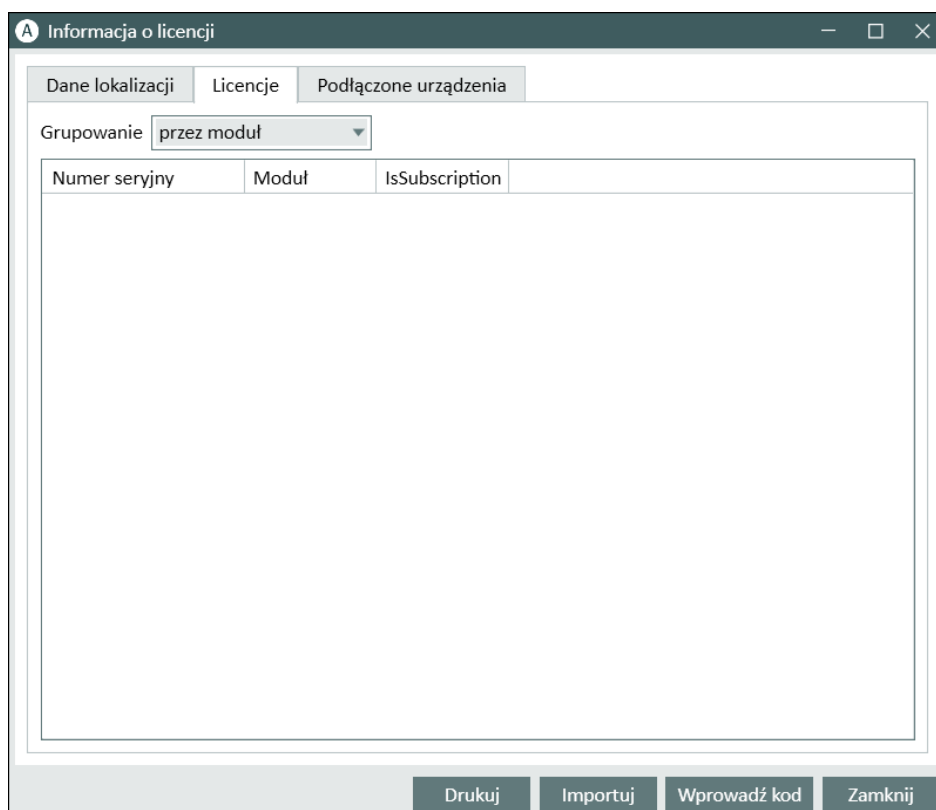 A Informacja o licencji
Dane lokalizacji Licencje Podłączone urządzenia
Grupowanie przez moduł
Numer seryjny Moduł IsSubscription
Drukuj Importuj Wprowadź kod Zamknij